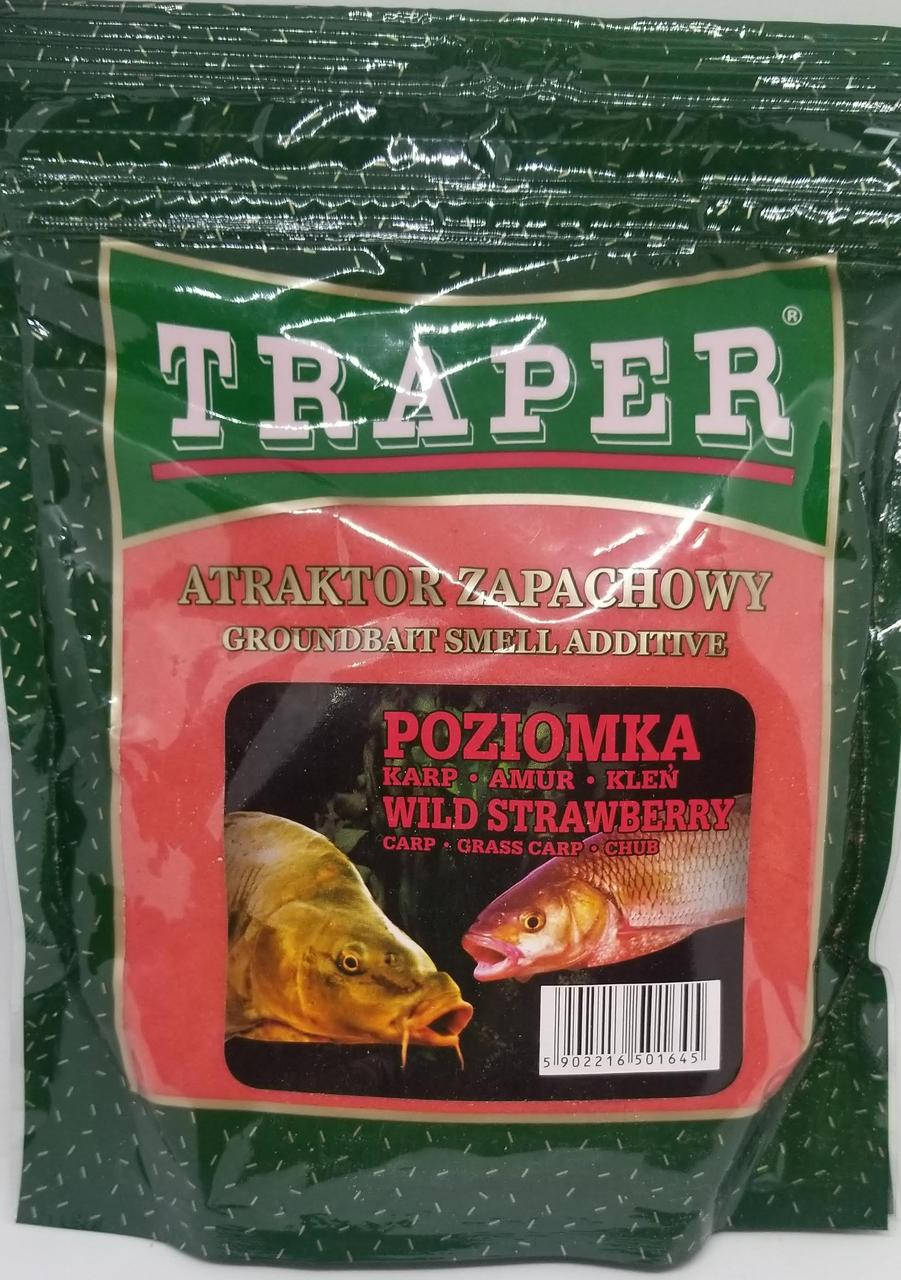 TRAPER®
ATRAKTOR ZAPACHOWY
GROUNDBAIT SMELL ADDITIVE
POZIOMKA
KARP · AMUR · KLEŃ
WILD STRAWBERRY
CARP · GRASS CARP · CHUB
5 902216 501645